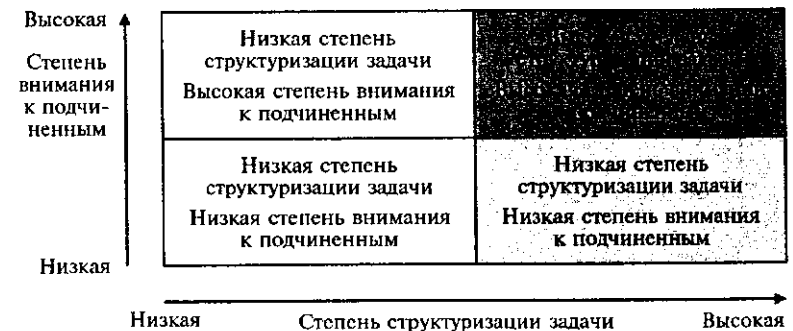 Высокая
Степень
внимания
к подчи-
ненным
Низкая
Низкая степень
структуризации задачи
Высокая степень внимания
к подчиненным
Низкая степень
структуризации задачи
Низкая степень внимания
к подчиненным
Низкая степень
структуризации задачи
Низкая степень внимания
к подчиненным
Низкая
Степень структуризации задачи
Высокая